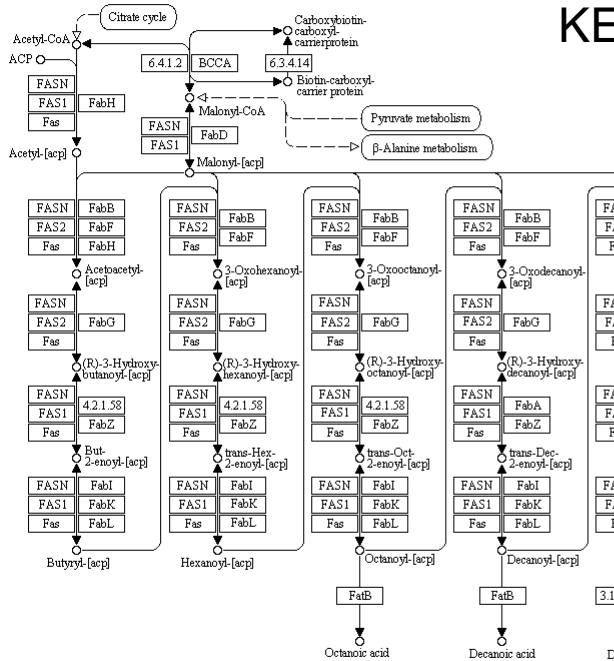 Citrate cycle
KE
Acetyl-CoA
Carboxybiotin-
carboxyl-
carrierprotein
ACP
6.4.1.2 BCCA
6.3.4.14
Biotin-carboxyl-
carrier protein
FASN
FAS1 FabH
Fas
Malonyl-CoA
FASN
FAS1 FabD
Pyruvate metabolism
β-Alanine metabolism
Acetyl-[acp]
Malonyl-[acp]
FASN FabB
FAS2 FabF
Fas FabH
FASN FabB
FAS2 FabF
Fas
FASN FabB
FAS2 FabF
Fas
FASN FabB
FAS2 FabF
Fas
Acetoacetyl-
[acp]
3-Oxohexanoyl-
[acp]
3-Oxooctanoyl-
[acp]
3-Oxodecanoyl-
[acp]
FASN
FAS2 FabG
Fas
FASN
FAS2 FabG
Fas
FASN
FAS2 FabG
Fas
FASN
FAS2 FabG
Fas
(R)-3-Hydroxy-
butanoyl-[acp]
(R)-3-Hydroxy-
hexanoyl-[acp]
(R)-3-Hydroxy-
octanoyl-[acp]
(R)-3-Hydroxy-
decanoyl-[acp]
FASN 4.2.1.58
FAS1 FabZ
Fas
FASN 4.2.1.58
FAS1 FabZ
Fas
FASN 4.2.1.58
FAS1 FabZ
Fas
FASN FabA
FAS1 FabZ
Fas
But-
2-enoyl-[acp]
trans-Hex-
2-enoyl-[acp]
trans-Oct-
2-enoyl-[acp]
trans-Dec-
2-enoyl-[acp]
FASN FabI
FAS1 FabK
Fas FabL
FASN FabI
FAS1 FabK
Fas FabL
FASN FabI
FAS1 FabK
Fas FabL
FASN FabI
FAS1 FabK
Fas FabL
Butyryl-[acp]
Hexanoyl-[acp]
Octanoyl-[acp]
Decanoyl-[acp]
FatB
FatB
3.1
Octanoic acid
Decanoic acid
D